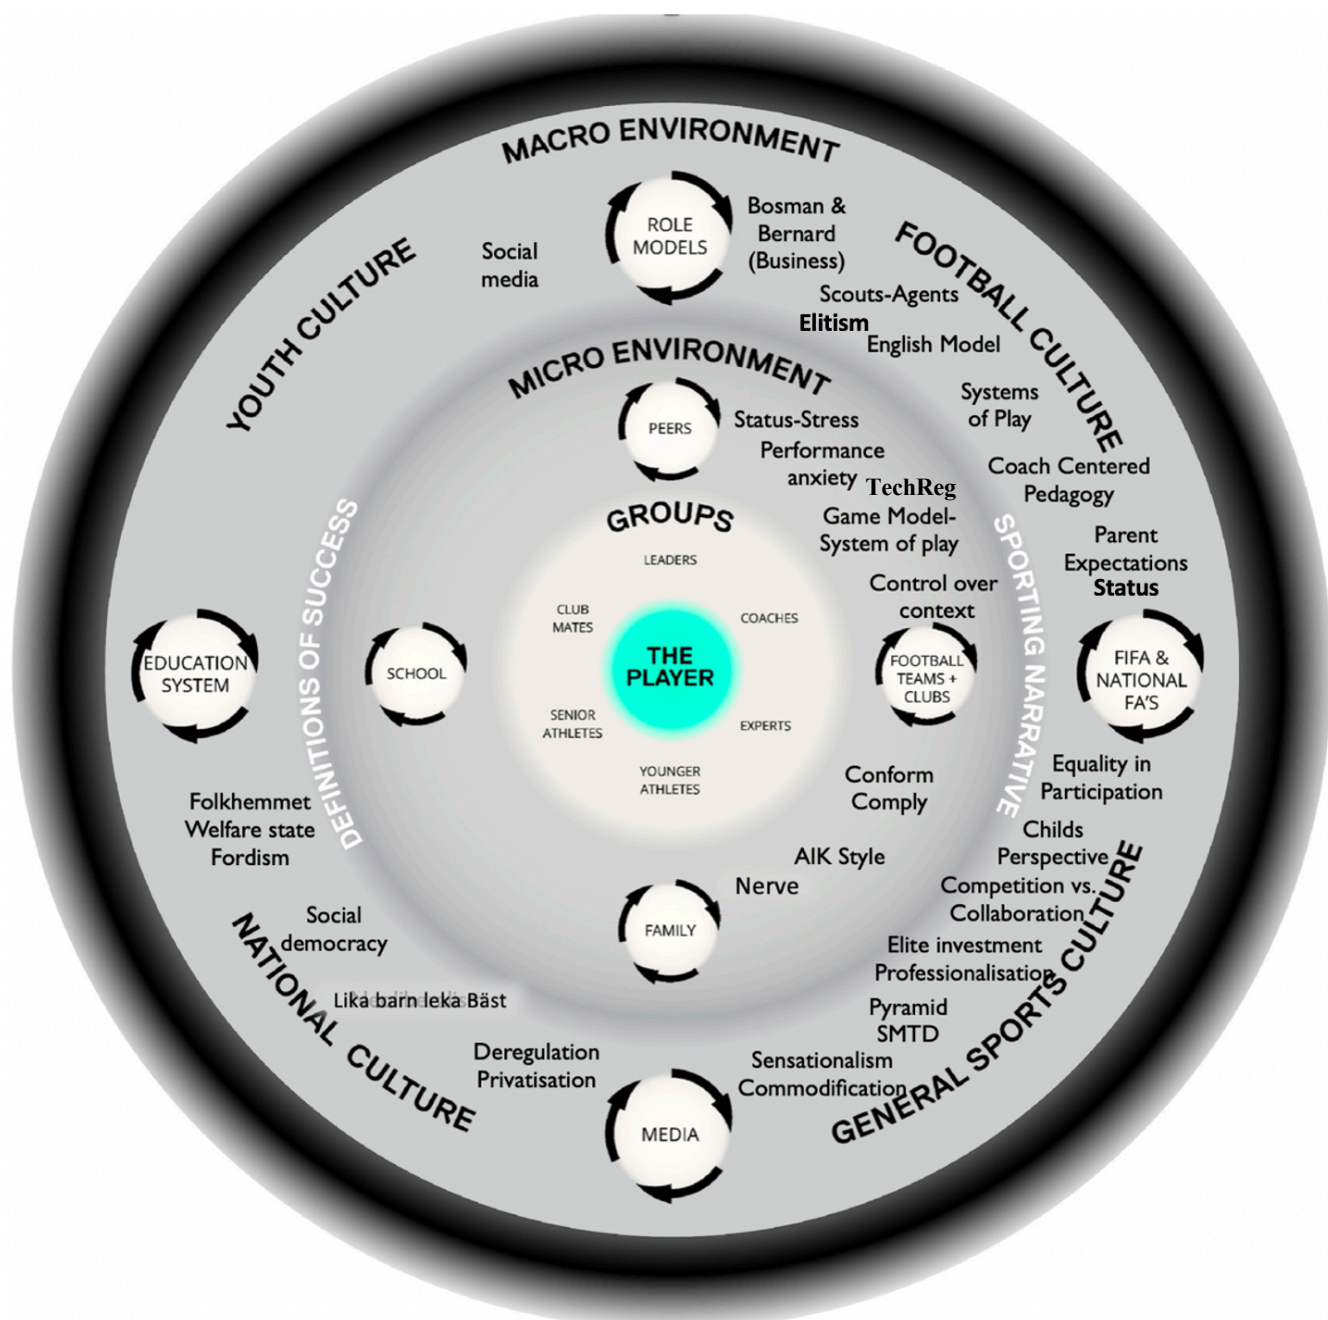 MACRO ENVIRONMENT
ROLE
MODELS
Bosman &
Bernard
(Business)
Social
media
YOUTH CULTURE
FOOTBALL CULTURE
Scouts-Agents
Elitism
English Model
MICRO ENVIRONMENT
Systems
of Play
PEERS
Status-Stress
Performance
anxiety
TechReg
Coach Centered
Pedagogy
GROUPS
Game Model-
System of play
DEFINITIONS OF SUCCESS
SPORTING NARRATIVE
Parent
Expectations
Status
LEADERS
Control over
context
CLUB
MATES
COACHES
EDUCATION
SYSTEM
SCHOOL
THE
PLAYER
FOOTBALL
TEAMS +
CLUBS
FIFA &
NATIONAL
FA'S
SENIOR
ATHLETES
EXPERTS
YOUNGER
ATHLETES
Conform
Comply
Equality in
Participation
Folkhemmet
Welfare state
Fordism
Childs
Perspective
AIK Style
Nerve
Competition vs.
Collaboration
FAMILY
Social
democracy
Elite investment
Professionalisation
Lika barn leka Bäst
Pyramid
SMTD
NATIONAL CULTURE
GENERAL SPORTS CULTURE
Deregulation
Privatisation
Sensationalism
Commodification
MEDIA